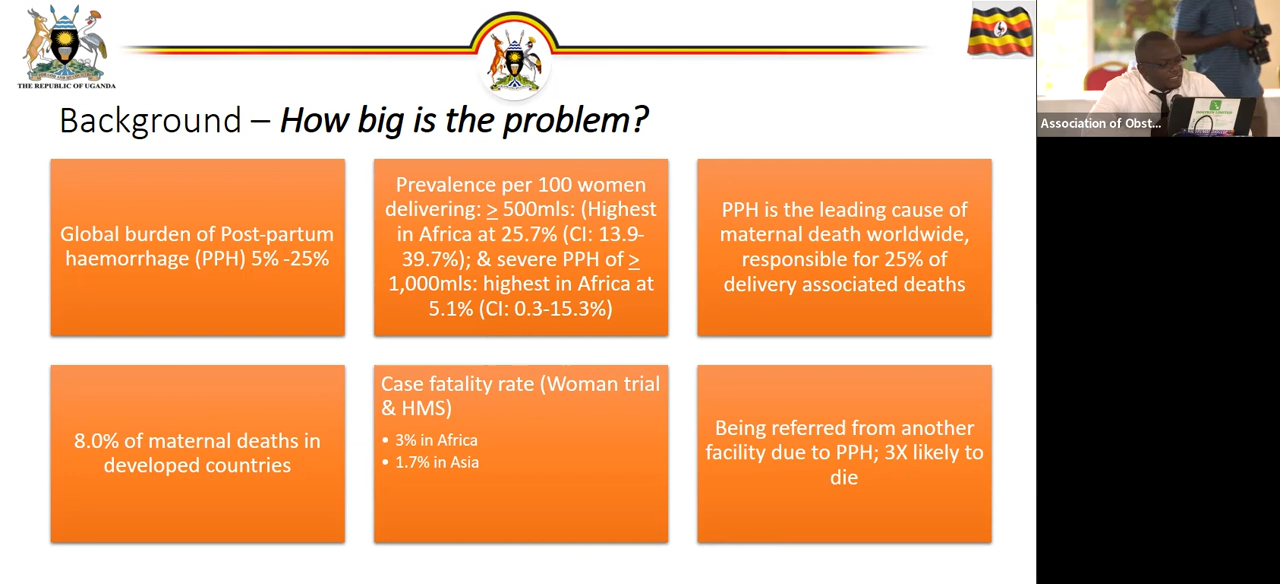 THE REPUBLIC OF UGANDA
Background – How big is the problem?
Global burden of Post-partum
haemorrhage (PPH) 5% -25%
Prevalence per 100 women
delivering: > 500mls: (Highest
in Africa at 25.7% (CI: 13.9-
39.7%); & severe PPH of >
1,000mls: highest in Africa at
5.1% (CI: 0.3-15.3%)
PPH is the leading cause of
maternal death worldwide,
responsible for 25% of
delivery associated deaths
8.0% of maternal deaths in
developed countries
Case fatality rate (Woman trial
& HMS)
• 3% in Africa
• 1.7% in Asia
Being referred from another
facility due to PPH; 3X likely to
die
Association of Obst...